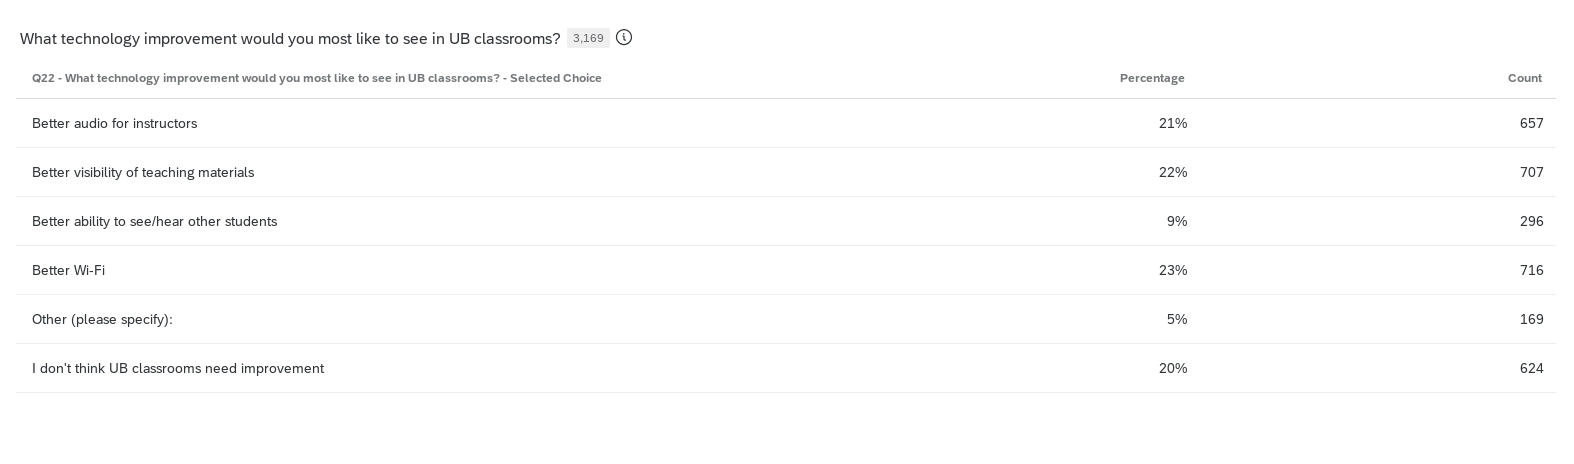 What technology improvement would you most like to see in UB classrooms? 3,169
Q22 - What technology improvement would you most like to see in UB classrooms? - Selected Choice Percentage Count
Better audio for instructors 21% 657
Better visibility of teaching materials 22% 707
Better ability to see/hear other students 9% 296
Better Wi-Fi 23% 716
Other (please specify): 5% 169
I don't think UB classrooms need improvement 20% 624